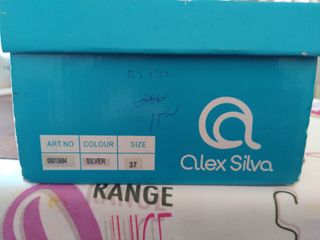 ART.NO COLOUR SIZE
00013684 SILVER 37
alex Silva
RANGE